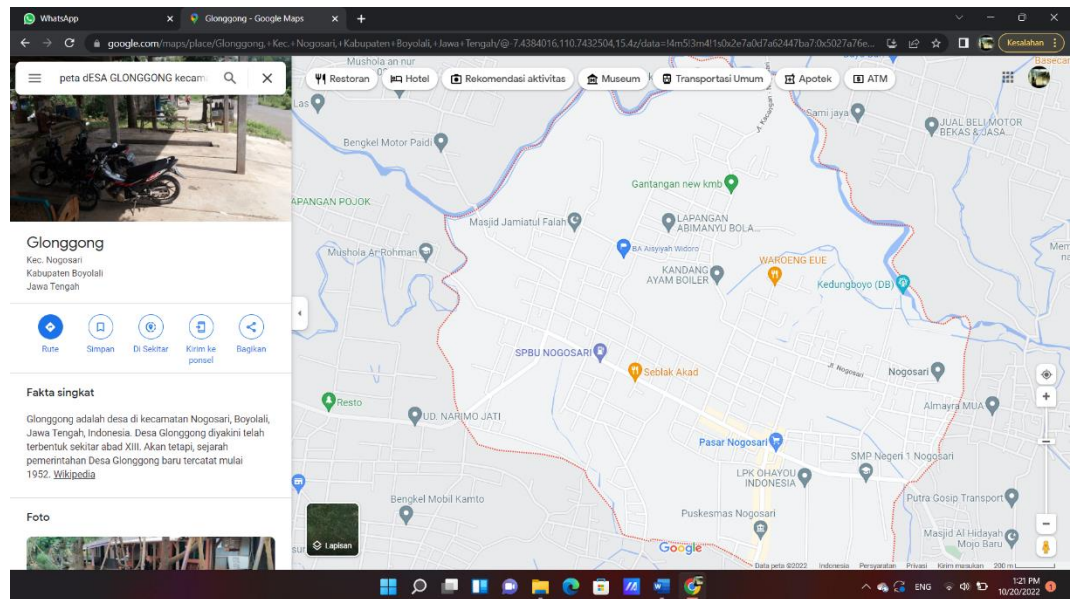 WhatsApp
Glonggong - Google Maps
google.com/maps/place/Glonggong,+Kec.+Nogosari,+Kabupaten+Boyolali,+Jawa+Tengah/@-7.4384016,110.7432504,15.4z/data=!4m5!3m4!1s0x2e7a0d7a62447ba7:0x5027a76e...
Kesalahan
peta dESA GLONGGONG kecam
Restoran
Hotel
Rekomendasi aktivitas
Museum
Transportasi Umum
Apotek
ATM
Glonggong
Kec. Nogosari
Kabupaten Boyolali
Jawa Tengah
Rute
Simpan
Di Sekitar
Kirim ke
ponsel
Bagikan
Fakta singkat
Glonggong adalah desa di kecamatan Nogosari, Boyolali,
Jawa Tengah, Indonesia. Desa Glonggong diyakini telah
terbentuk sekitar abad XIII. Akan tetapi, sejarah
pemerintahan Desa Glonggong baru tercatat mulai
1952. Wikipedia
Foto
Mushola an nur
Las
Bengkel Motor Paidi
APANGAN POJOK
Masjid Jamiatul Falah
Mushola Ar-Rohman
Gantangan new kmb
LAPANGAN
ABIMANYU BOLA...
BA Aisyiyah Widoro
KANDANG
AYAM BOILER
WAROENG EUE
Kedungboyo (DB)
Sami jaya
Jl. Kacangan
JUAL BELI MOTOR
BEKAS & JASA...
Basecar
Mem
na
SPBU NOGOSARI
Seblak Akad
Jl. Nogosari
Nogosari
Almayra MUA
Resto
UD. NARIMO JATI
Pasar Nogosari
SMP Negeri 1 Nogosari
LPK OHAYOU
INDONESIA
Putra Gosip Transport
Bengkel Mobil Kamto
Puskesmas Nogosari
Masjid Al Hidayah
Mojo Baru
sur
Lapisan
Google
Data peta ©2022
Indonesia
Persyaratan
Privasi
Kirim masukan
200 m
ENG
1:21 PM
10/20/2022
1